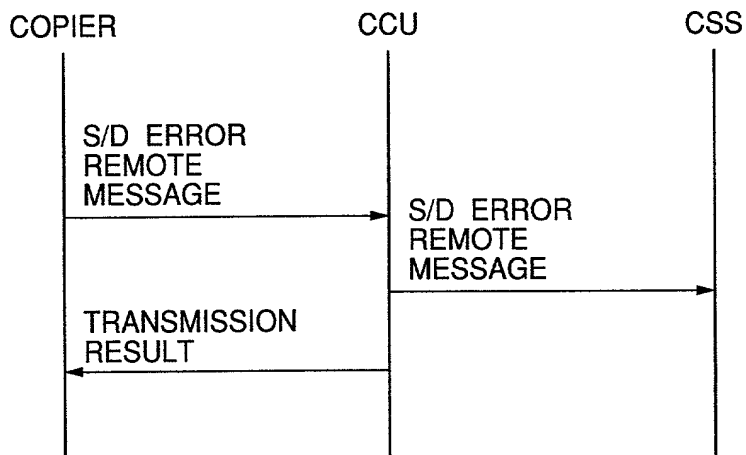 COPIER CCU CSS
S/D ERROR
REMOTE
MESSAGE
S/D ERROR
REMOTE
MESSAGE
TRANSMISSION
RESULT